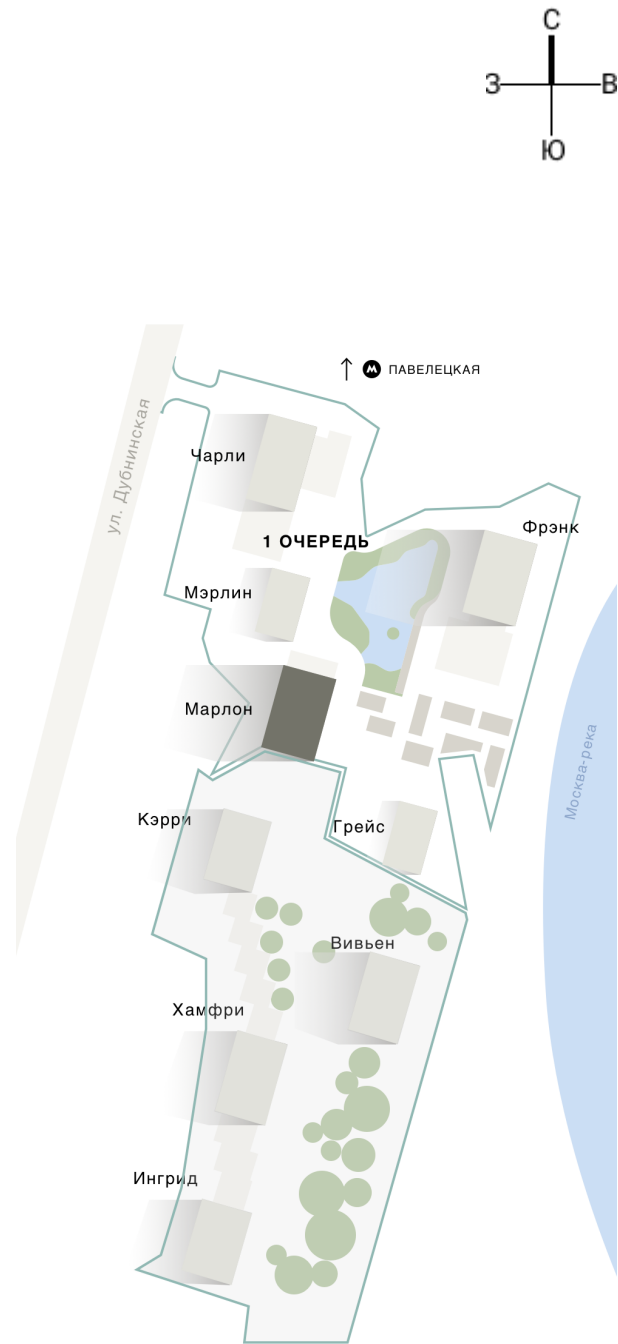 С
З
В
Ю
М ПАВЕЛЕЦКАЯ
ул. Дубнинская
Чарли
Фрэнк
1 ОЧЕРЕДЬ
Мэрлин
Марлон
Москва-река
Кэрри
Грейс
Вивьен
Хамфри
Ингрид